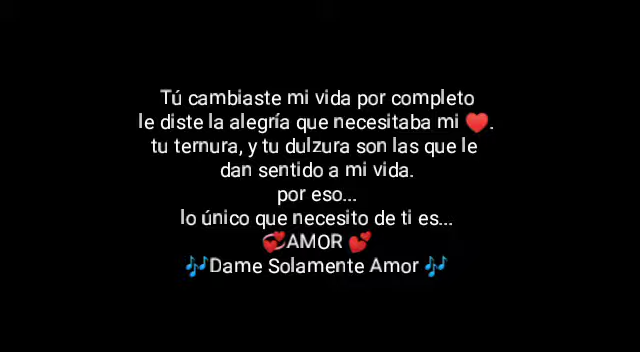 Tú cambiaste mi vida por completo
le diste la alegría que necesitaba mi ♥️.
tu ternura, y tu dulzura son las que le
dan sentido a mi vida.
por eso...
lo único que necesito de ti es...
💞AMOR 💕
🎶Dame Solamente Amor 🎶